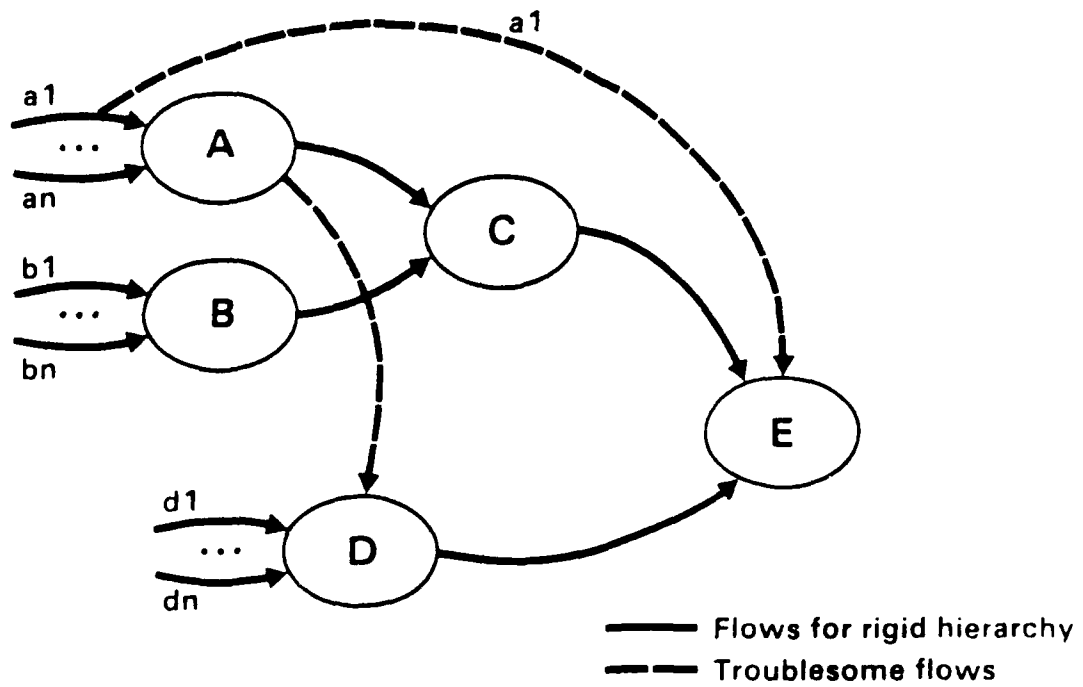 a1
a1
...
A
an
C
b1
...
B
bn
E
d1
...
D
dn
Flows for rigid hierarchy
Troublesome flows